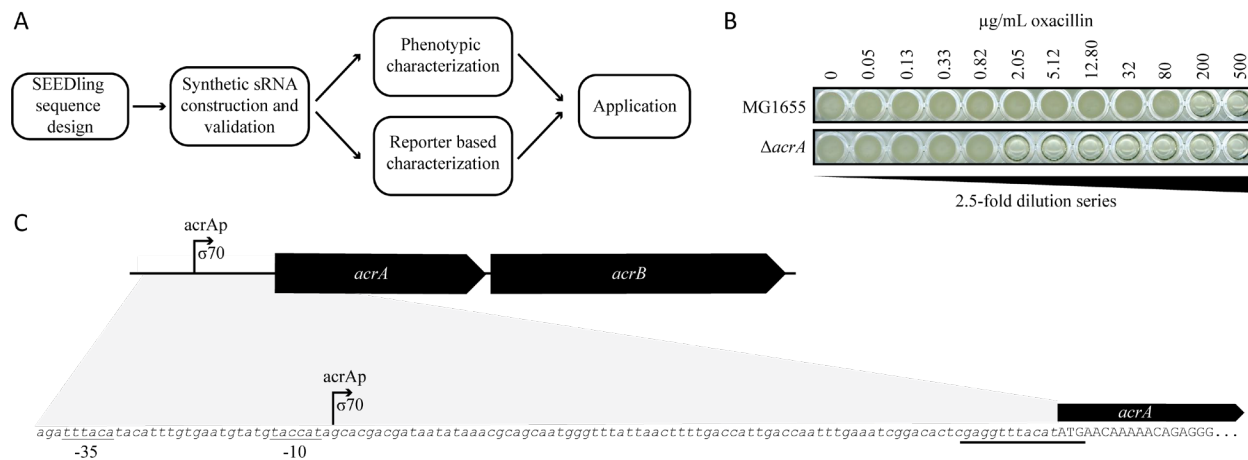 A
SEEDling
sequence
design
Synthetic sRNA
construction and
validation
Phenotypic
characterization
Reporter based
characterization
Application
B
µg/mL oxacillin
0 0.05 0.13 0.33 0.82 2.05 5.12 12.80 32 80 200 500
MG1655
ΔacrA
2.5-fold dilution series
C
acrAp
σ70
acrA acrB
acrAp
σ70
acrA
agatttacatacatttgtgaatgtatgtaccatagcacgacgataatataaacgcagcaatgggtttattaacttttgaccattgaccaatttgaaatcggacactcgaggtttacatATGAACAAAAACAGAGGG...
-35 -10